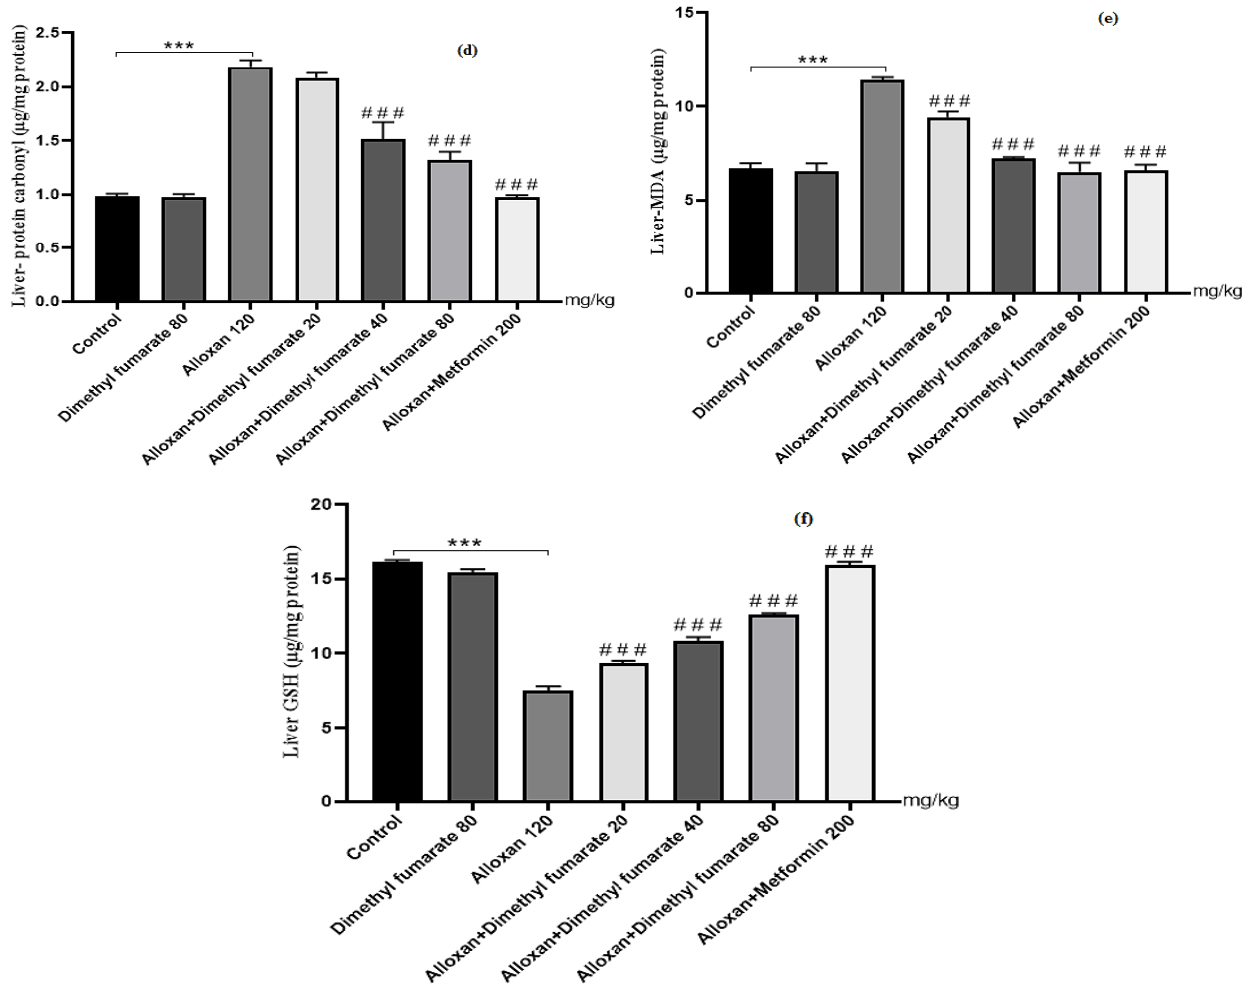 (d)
Liver- protein carbonyl (µg/mg protein)
2.5
2.0
1.5
1.0
0.5
0.0
***
# # #
# # #
# # #
mg/kg
Control
Dimethyl fumarate 80
Alloxan 120
Alloxan+Dimethyl fumarate 20
Alloxan+Dimethyl fumarate 40
Alloxan+Dimethyl fumarate 80
Alloxan+Metformin 200
(e)
Liver-MDA (µg/mg protein)
15
10
5
0
***
# # #
# # #
# # #
# # #
mg/kg
Control
Dimethyl fumarate 80
Alloxan 120
Alloxan+Dimethyl fumarate 20
Alloxan+Dimethyl fumarate 40
Alloxan+Dimethyl fumarate 80
Alloxan+Metformin 200
(f)
Liver GSH (µg/mg protein)
20
15
10
5
0
***
# # #
# # #
# # #
# # #
mg/kg
Control
Dimethyl fumarate 80
Alloxan 120
Alloxan+Dimethyl fumarate 20
Alloxan+Dimethyl fumarate 40
Alloxan+Dimethyl fumarate 80
Alloxan+Metformin 200